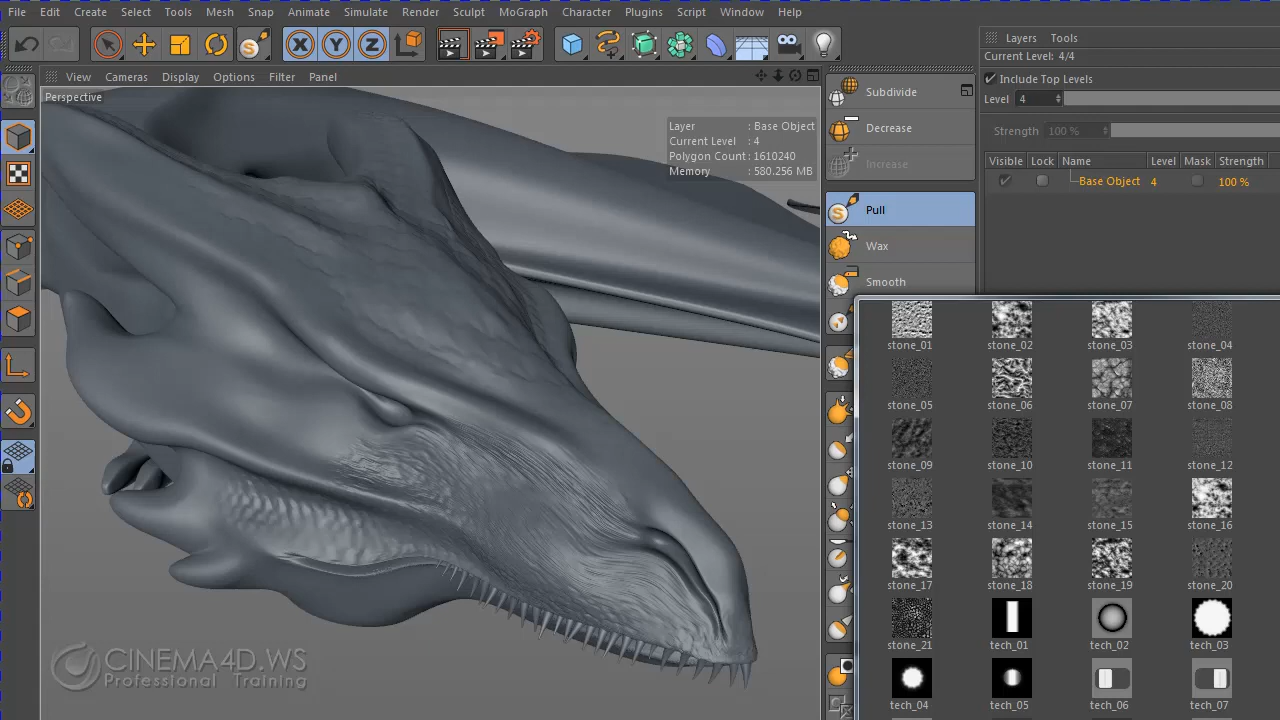 File Edit Create Select Tools Mesh Snap Animate Simulate Render Sculpt MoGraph Character Plugins Script Window Help
X Y Z
View Cameras Display Options Filter Panel
Perspective
Layer : Base Object
Current Level : 4
Polygon Count : 1610240
Memory : 580.256 MB
Subdivide
Decrease
Increase
Pull
Wax
Smooth
Layers Tools
Current Level: 4/4
Include Top Levels
Level 4
Strength 100 %
Visible Lock Name Level Mask Strength
Base Object 4 100 %
stone_01 stone_02 stone_03 stone_04
stone_05 stone_06 stone_07 stone_08
stone_09 stone_10 stone_11 stone_12
stone_13 stone_14 stone_15 stone_16
stone_17 stone_18 stone_19 stone_20
stone_21 tech_01 tech_02 tech_03
tech_04 tech_05 tech_06 tech_07
CINEMA4D.WS
Professional Training